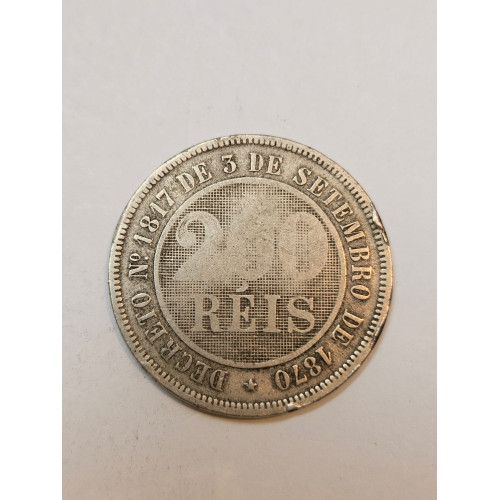 DECRETO Nº 1817 DE 3 DE SETEMBRO DE 1870
200
RÉIS